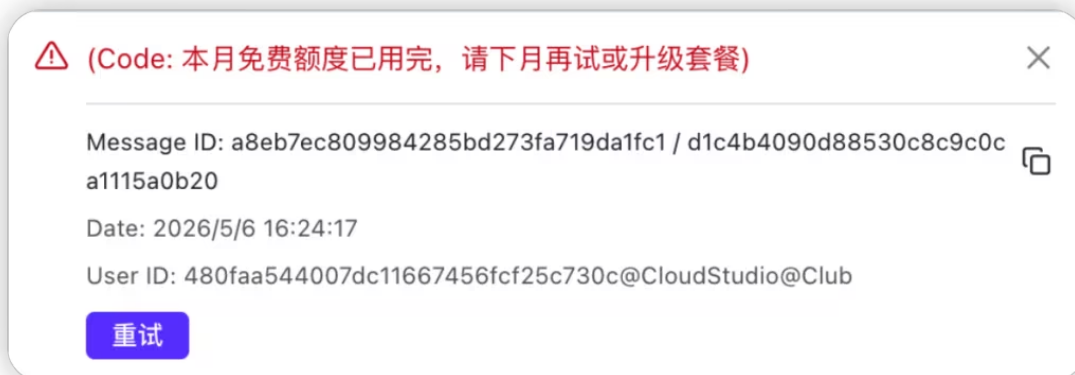 (Code: 本月免费额度已用完，请下月再试或升级套餐)
Message ID: a8eb7ec809984285bd273fa719da1fc1 / d1c4b4090d88530c8c9c0c
a1115a0b20
Date: 2026/5/6 16:24:17
User ID: 480faa544007dc11667456fcf25c730c@CloudStudio@Club
重试